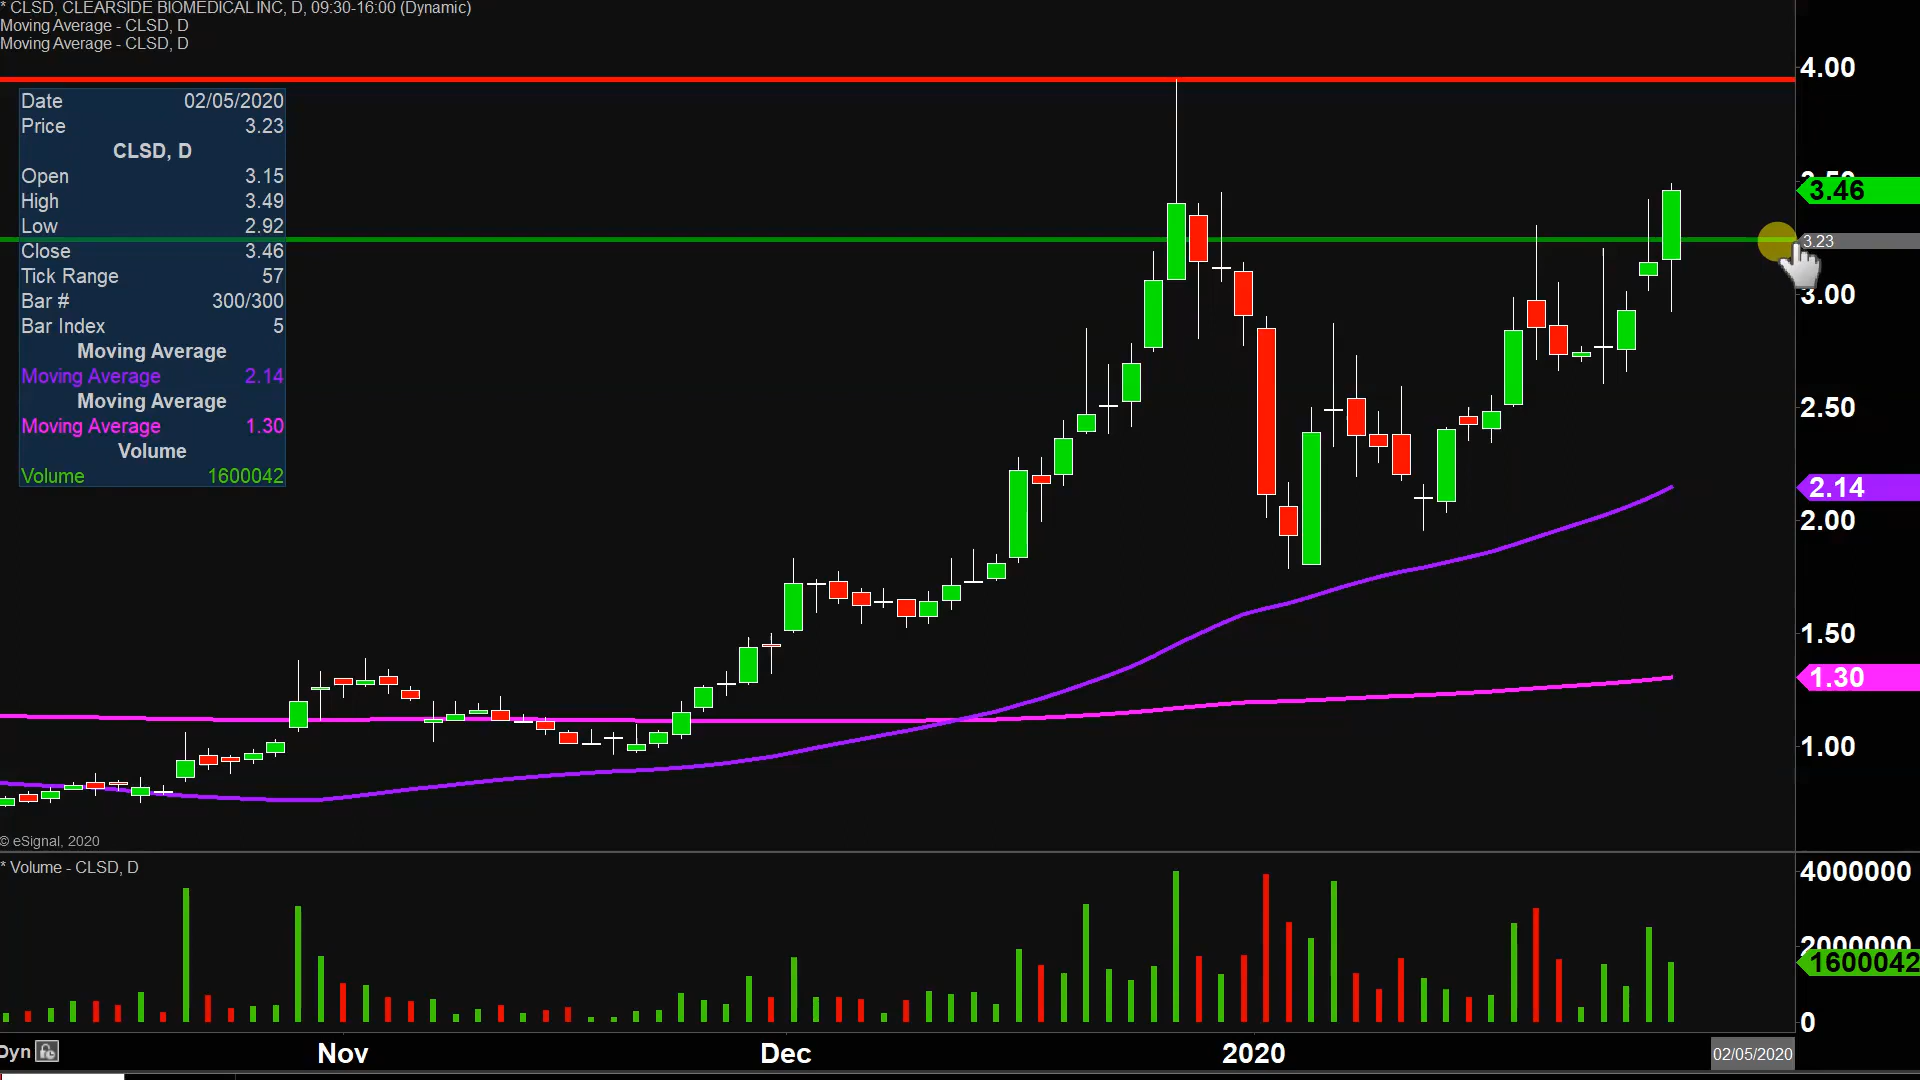 * CLSD, CLEARSIDE BIOMEDICAL INC, D, 09:30-16:00 (Dynamic)
Moving Average - CLSD, D
Moving Average - CLSD, D
4.00
Date 02/05/2020
Price 3.23
CLSD, D
Open 3.15
High 3.49
Low 2.92
Close 3.46
Tick Range 57
Bar # 300/300
Bar Index 5
Moving Average
Moving Average 2.14
Moving Average
Moving Average 1.30
Volume
Volume 1600042
3.46
3.23
3.00
2.50
2.14
2.00
1.50
1.30
1.00
© eSignal, 2020
* Volume - CLSD, D
4000000
2000000
1600042
0
Dyn
Nov
Dec
2020
02/05/2020